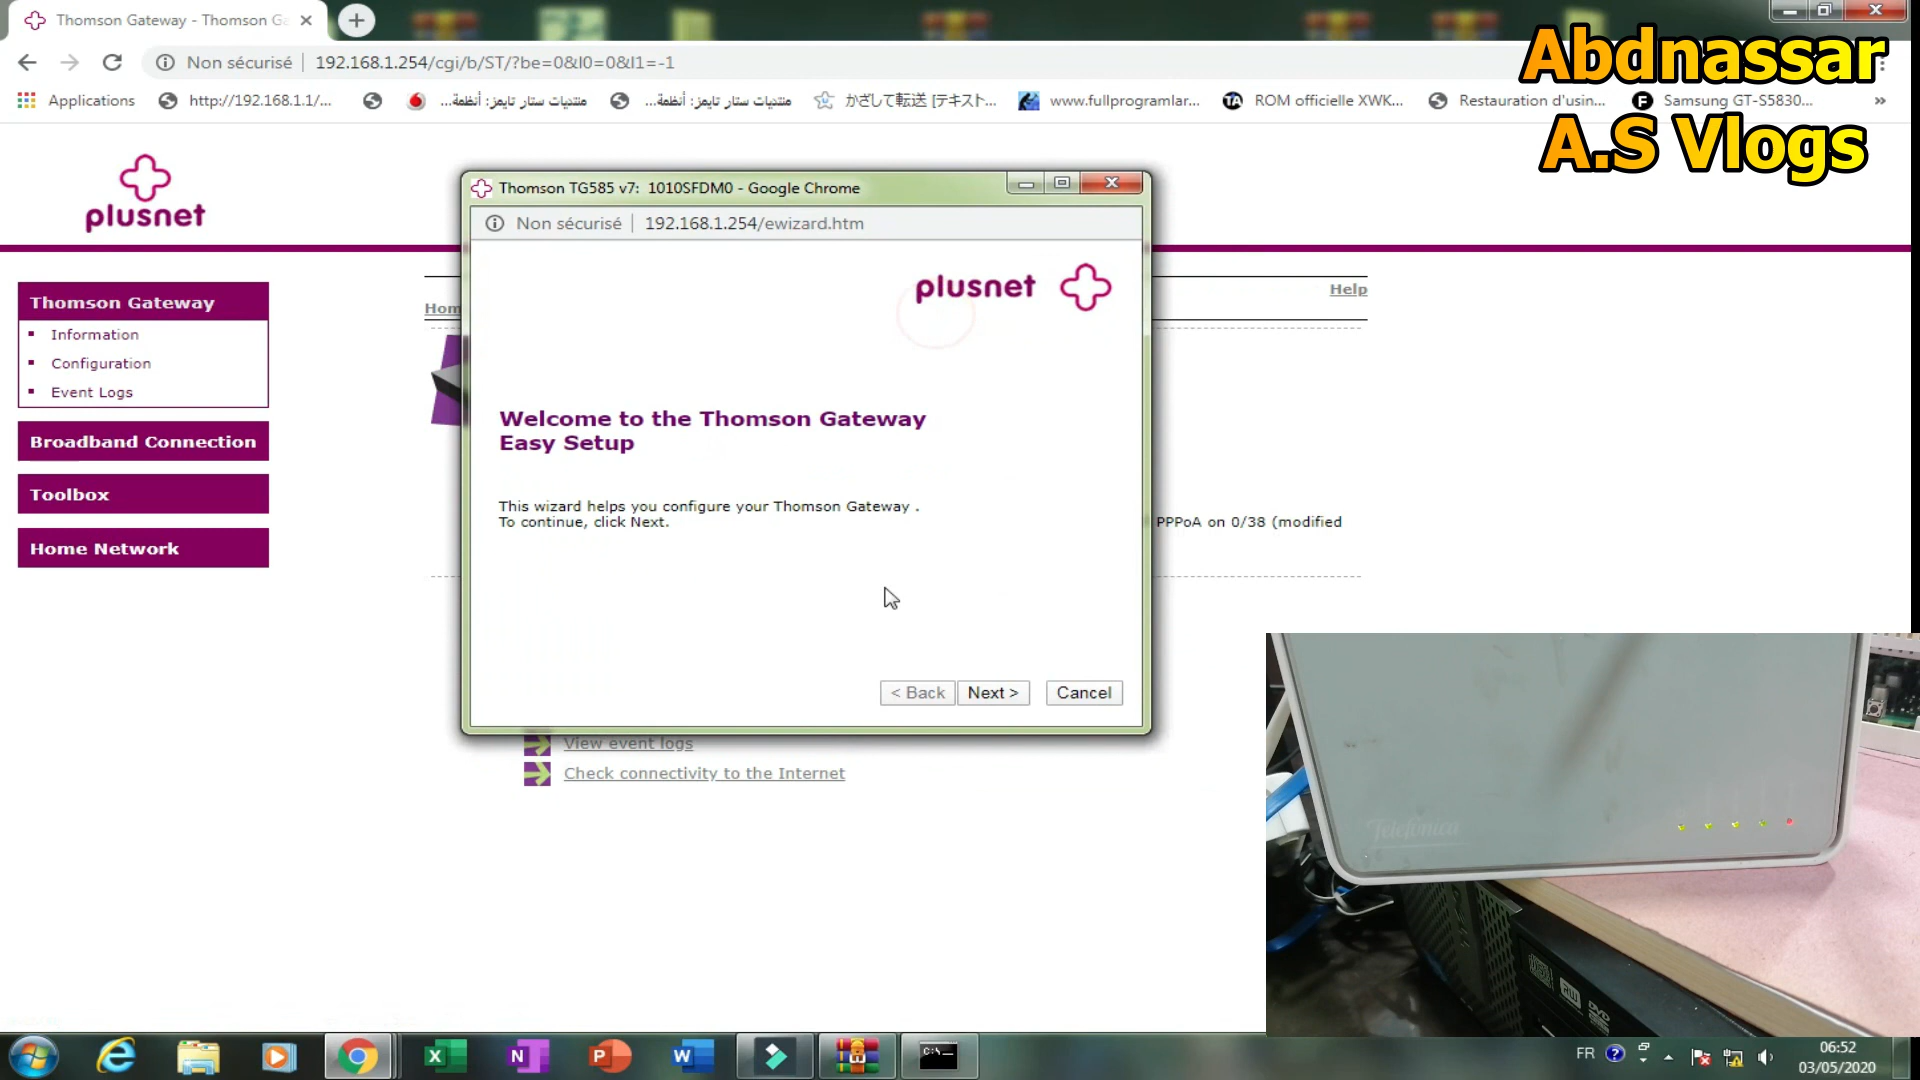 Thomson Gateway - Thomson Ga
Non sécurisé | 192.168.1.254/cgi/b/ST/?be=0&l0=0&l1=-1
Applications
http://192.168.1.1/...
منتديات ستار تايمز: أنظمة...
منتديات ستار تايمز: أنظمة...
かざして転送 [テキスト...
www.fullprogramlar...
ROM officielle XWK...
Restauration d'usin...
Samsung GT-S5830...
»
Abdnassar
A.S Vlogs
plusnet
Thomson Gateway
Information
Configuration
Event Logs
Broadband Connection
Toolbox
Home Network
Hom
Help
Thomson TG585 v7: 1010SFDM0 - Google Chrome
Non sécurisé | 192.168.1.254/ewizard.htm
plusnet
Welcome to the Thomson Gateway
Easy Setup
This wizard helps you configure your Thomson Gateway .
To continue, click Next.
PPPoA on 0/38 (modified
< Back
Next >
Cancel
View event logs
Check connectivity to the Internet
Telefónica
FR
06:52
03/05/2020